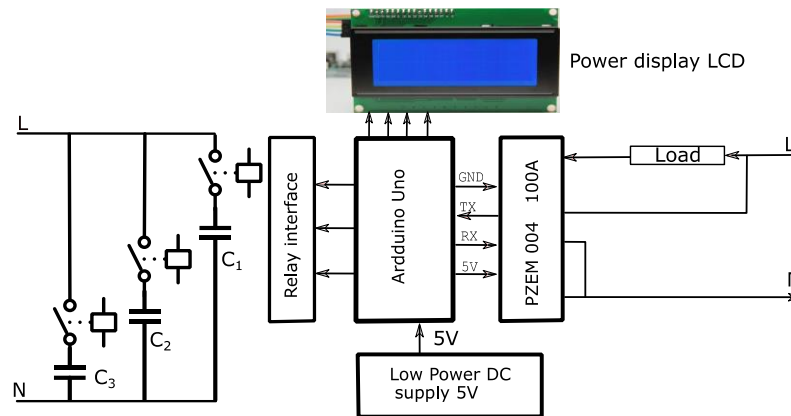 Power display LCD
L
Relay interface
Ardduino Uno
GND
TX
RX
5V
PZEM 004 100A
Load
L
C1
C2
C3
N
N
5V
Low Power DC
supply 5V